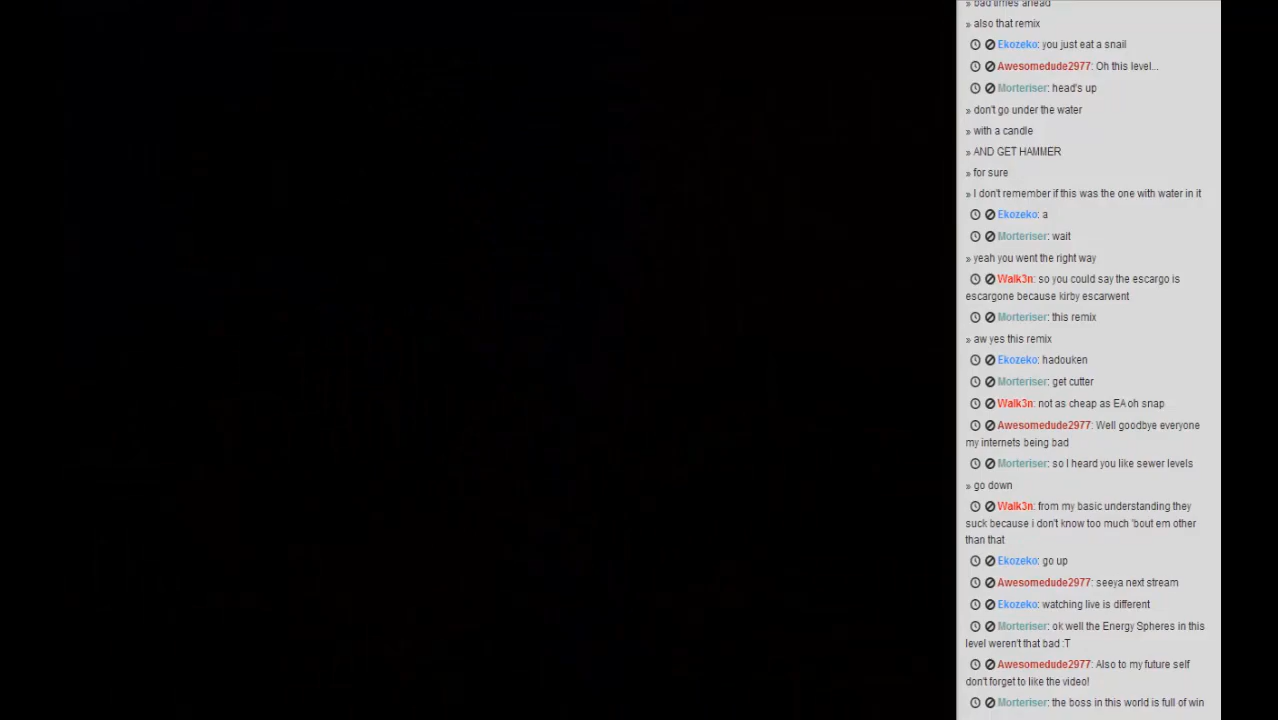 » bad times ahead
» also that remix
Ekozeko: you just eat a snail
Awesomedude2977: Oh this level...
Morteriser: head's up
» don't go under the water
» with a candle
» AND GET HAMMER
» for sure
» I don't remember if this was the one with water in it
Ekozeko: a
Morteriser: wait
» yeah you went the right way
Walk3n: so you could say the escargo is
escargone because kirby escarwent
Morteriser: this remix
» aw yes this remix
Ekozeko: hadouken
Morteriser: get cutter
Walk3n: not as cheap as EA oh snap
Awesomedude2977: Well goodbye everyone
my internets being bad
Morteriser: so I heard you like sewer levels
» go down
Walk3n: from my basic understanding they
suck because i don't know too much 'bout em other
than that
Ekozeko: go up
Awesomedude2977: seeya next stream
Ekozeko: watching live is different
Morteriser: ok well the Energy Spheres in this
level weren't that bad :T
Awesomedude2977: Also to my future self
don't forget to like the video!
Morteriser: the boss in this world is full of win